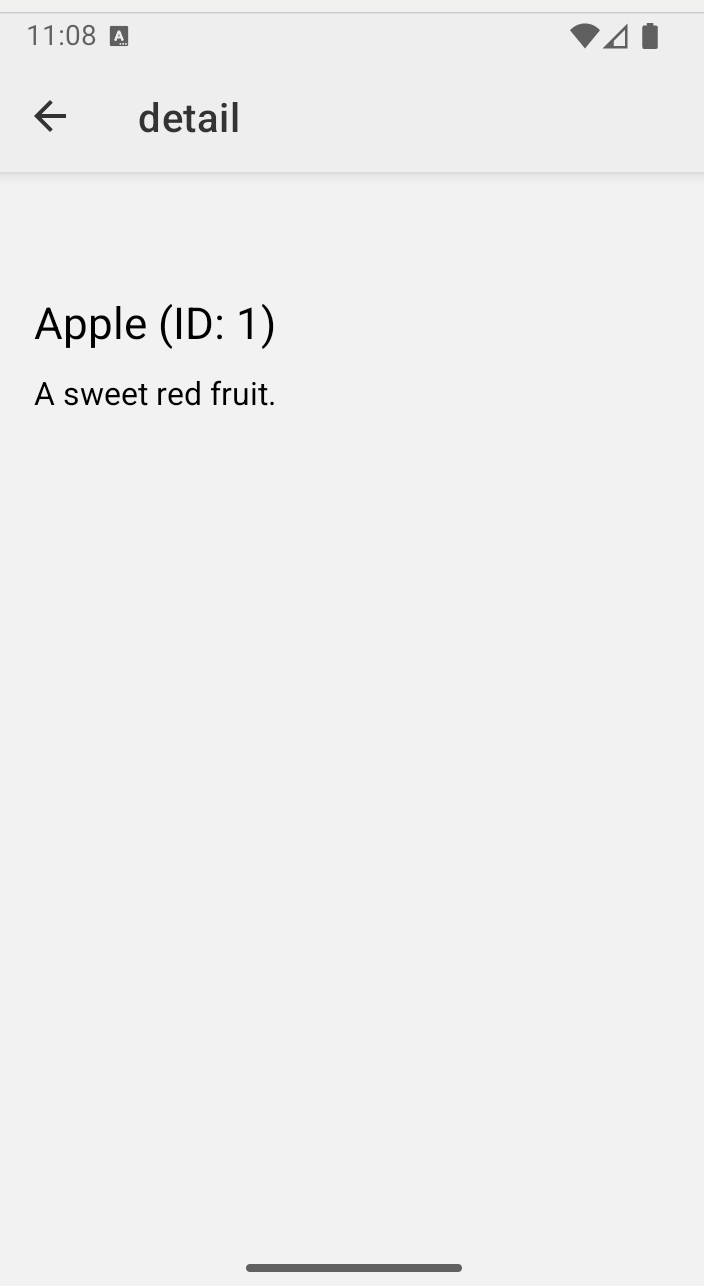 11:08 A
detail
Apple (ID: 1)
A sweet red fruit.